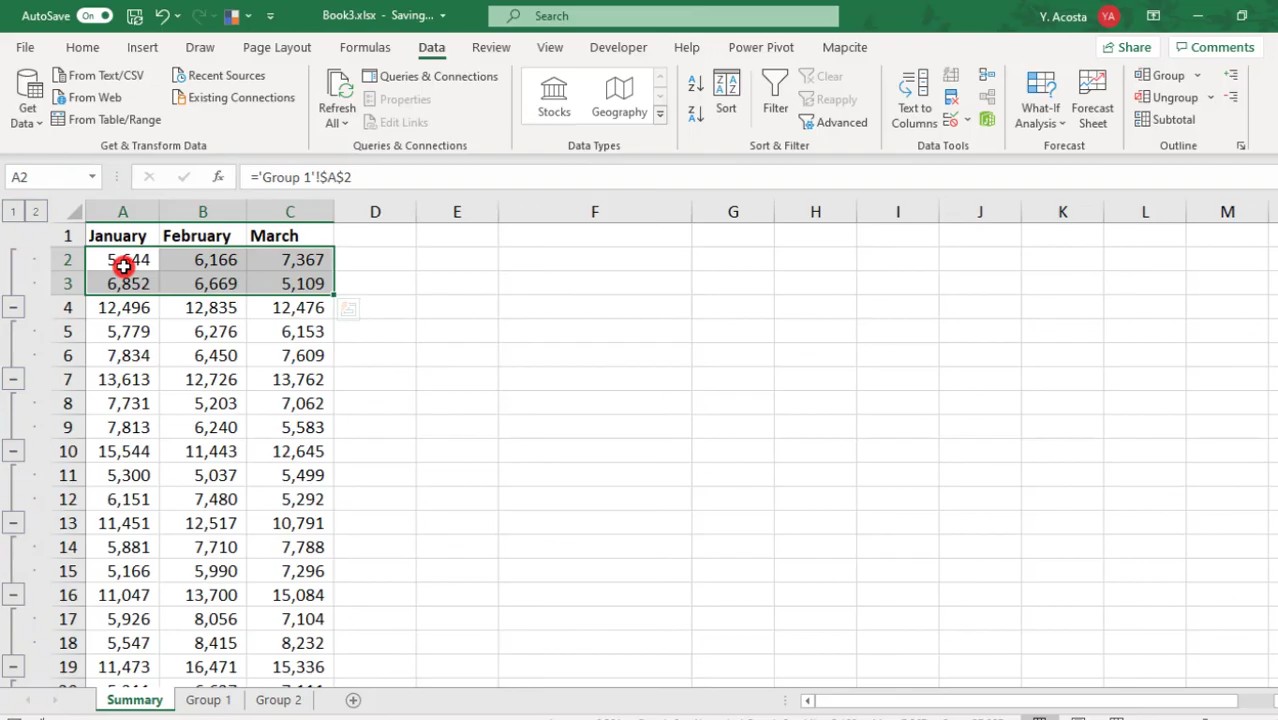 AutoSave On Book3.xlsx - Saving... Search Y. Acosta YA
File Home Insert Draw Page Layout Formulas Data Review View Developer Help Power Pivot Mapcite Share Comments
Get Data
From Text/CSV
From Web
From Table/Range
Recent Sources
Existing Connections
Get & Transform Data
Refresh All
Queries & Connections
Properties
Edit Links
Queries & Connections
Stocks
Geography
Data Types
Sort
Filter
Clear
Reapply
Advanced
Sort & Filter
Text to Columns
Data Tools
What-If Analysis
Forecast Sheet
Forecast
Group
Ungroup
Subtotal
Outline
A2 fx ='Group 1'!$A$2
1 2 A B C D E F G H I J K L M
1 January February March
2 5,644 6,166 7,367
3 6,852 6,669 5,109
4 12,496 12,835 12,476
5 5,779 6,276 6,153
6 7,834 6,450 7,609
7 13,613 12,726 13,762
8 7,731 5,203 7,062
9 7,813 6,240 5,583
10 15,544 11,443 12,645
11 5,300 5,037 5,499
12 6,151 7,480 5,292
13 11,451 12,517 10,791
14 5,881 7,710 7,788
15 5,166 5,990 7,296
16 11,047 13,700 15,084
17 5,926 8,056 7,104
18 5,547 8,415 8,232
19 11,473 16,471 15,336
Summary Group 1 Group 2